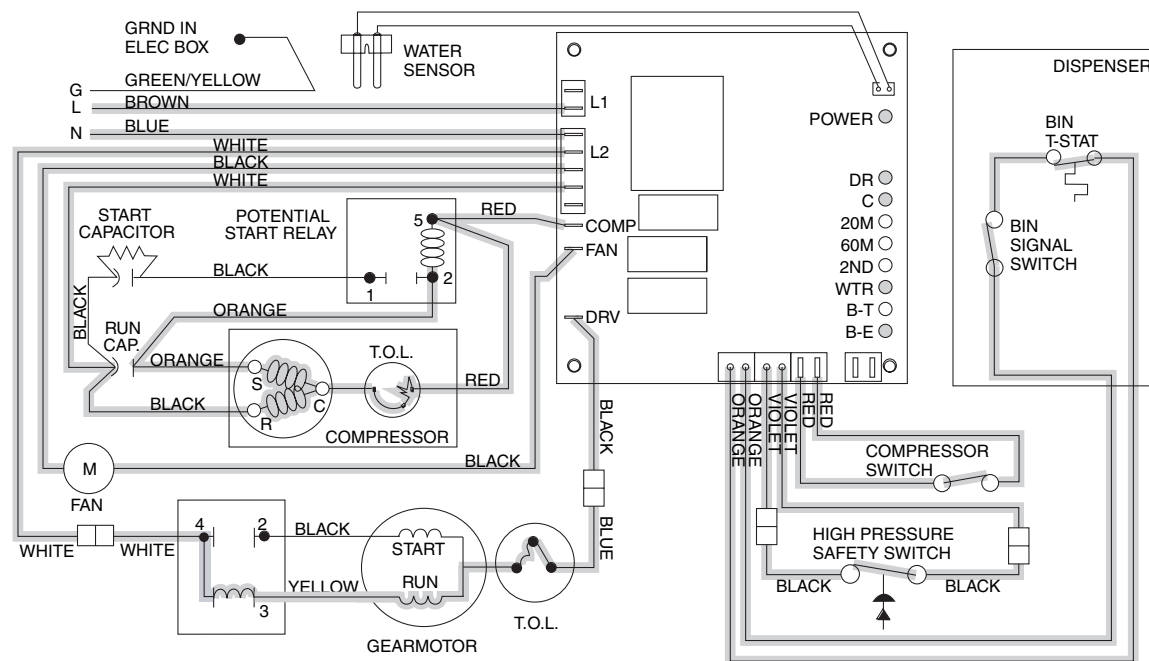 GRND IN
ELEC BOX
WATER
SENSOR
DISPENSER
G
GREEN/YELLOW
L
BROWN
L1
N
BLUE
POWER
BIN
T-STAT
WHITE
L2
BLACK
WHITE
DR
C
START
CAPACITOR
POTENTIAL
START RELAY
5
RED
COMP
20M
BIN
SIGNAL
SWITCH
FAN
60M
BLACK
1
2
2ND
WTR
BLACK
ORANGE
DRV
B-T
RUN
CAP.
B-E
ORANGE
T.O.L.
S
RED
C
BLACK
R
COMPRESSOR
ORANGE
ORANGE
VIOLET
VIOLET
RED
RED
BLACK
COMPRESSOR
SWITCH
M
BLACK
FAN
4
2
BLACK
START
BLUE
HIGH PRESSURE
SAFETY SWITCH
WHITE
WHITE
YELLOW
RUN
BLACK
BLACK
3
T.O.L.
GEARMOTOR